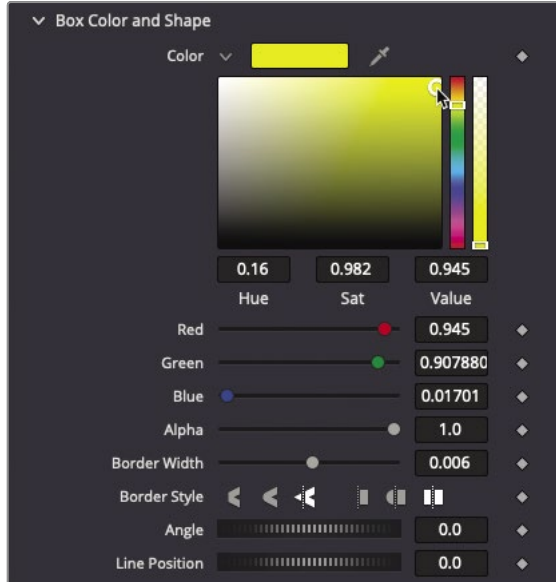 Box Color and Shape
Color
0.16 0.982 0.945
Hue Sat Value
Red 0.945
Green 0.907880
Blue 0.01701
Alpha 1.0
Border Width 0.006
Border Style
Angle 0.0
Line Position 0.0